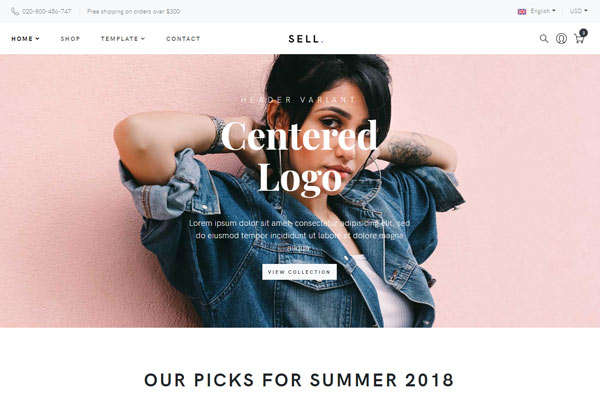 020-800-456-747 Free shipping on orders over $300 English USD
HOME SHOP TEMPLATE CONTACT SELL. 3
HEADER VARIANT
Centered
Logo
Lorem ipsum dolor sit amet, consectetur adipisicing elit, sed
do eiusmod tempor incididunt ut labore et dolore magna
aliqua.
VIEW COLLECTION
OUR PICKS FOR SUMMER 2018